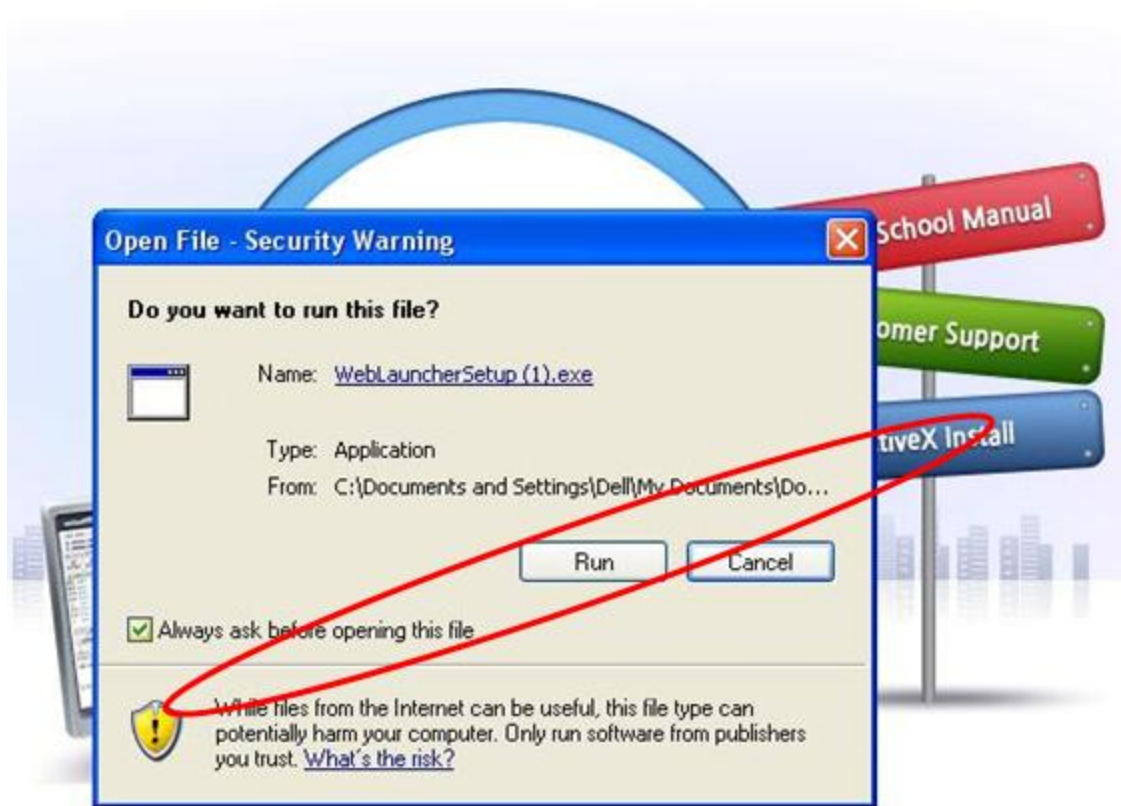 Open File - Security Warning
Do you want to run this file?
Name: WebLauncherSetup (1).exe
Type: Application
From: C:\Documents and Settings\Dell\My Documents\Do...
Run
Cancel
Always ask before opening this file
While files from the Internet can be useful, this file type can
potentially harm your computer. Only run software from publishers
you trust. What's the risk?
School Manual
omer Support
tiveX Install